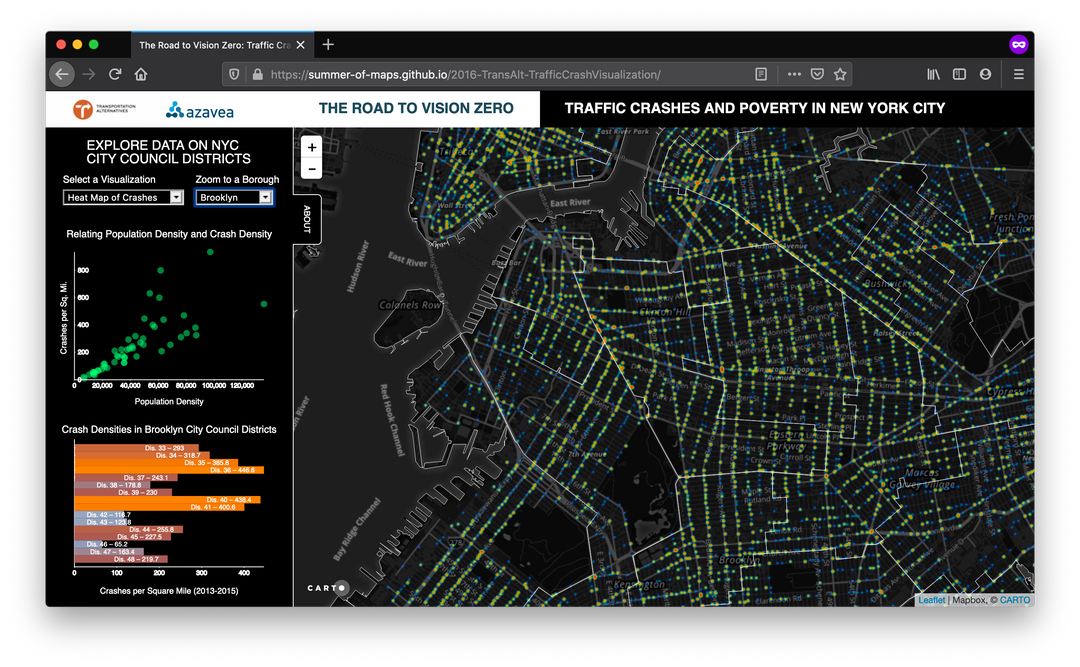 The Road to Vision Zero: Traffic Cra
https://summer-of-maps.github.io/2016-TransAlt-TrafficCrashVisualization/
TRANSPORTATION
ALTERNATIVES
azavea
THE ROAD TO VISION ZERO
TRAFFIC CRASHES AND POVERTY IN NEW YORK CITY
EXPLORE DATA ON NYC
CITY COUNCIL DISTRICTS
Select a Visualization
Zoom to a Borough
Heat Map of Crashes
Brooklyn
Relating Population Density and Crash Density
Crashes per Sq. Mi.
800
600
400
200
0
0 20,000 40,000 60,000 80,000 100,000 120,000
Population Density
Crash Densities in Brooklyn City Council Districts
Dis. 33 – 293
Dis. 34 – 318.7
Dis. 35 – 385.8
Dis. 36 – 446.6
Dis. 37 – 243.1
Dis. 38 – 178.8
Dis. 39 – 230
Dis. 40 – 438.4
Dis. 41 – 400.6
Dis. 42 – 118.7
Dis. 43 – 123.8
Dis. 44 – 255.8
Dis. 45 – 227.5
Dis. 46 – 65.2
Dis. 47 – 163.4
Dis. 48 – 219.7
0 100 200 300 400
Crashes per Square Mile (2013-2015)
+
−
ABOUT
East River Park
East River
Hudson River
East River
Colonels Row
Clinton Hill
Bushwick
Fresh Pon
Junction
Halsey Street
Red Hook Channel
7th Avenue
Eastern
Parkway
Marcus
Garvey Village
Cypress H
Bay Ridge Channel
178
Brooklyn
Kensington
CARTO
Leaflet | Mapbox, © CARTO